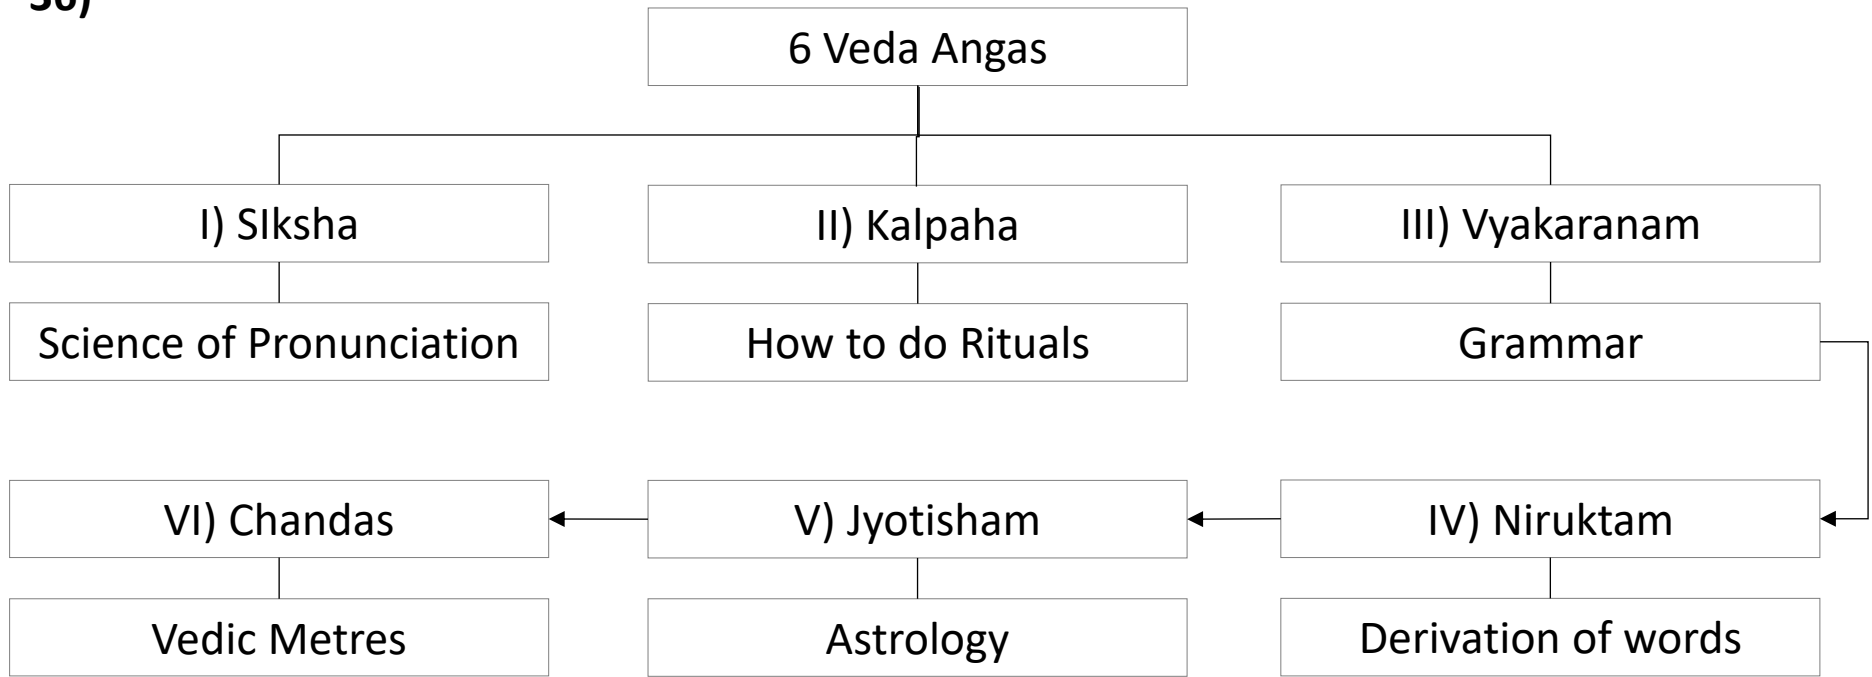 6 Veda Angas
I) SIksha
II) Kalpaha
III) Vyakaranam
Science of Pronunciation
How to do Rituals
Grammar
IV) Niruktam
V) Jyotisham
VI) Chandas
Derivation of words
Astrology
Vedic Metres